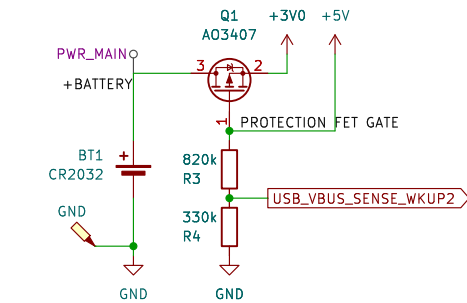 Q1
AO3407
+3V0
+5V
PWR_MAIN
3
2
+BATTERY
1
PROTECTION FET GATE
BT1
CR2032
+
820k
R3
USB_VBUS_SENSE_WKUP2
GND
330k
R4
GND
GND